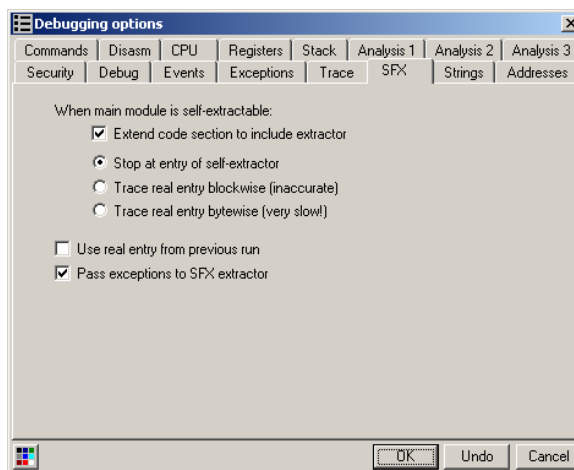 Debugging options
Commands Disasm CPU Registers Stack Analysis 1 Analysis 2 Analysis 3
Security Debug Events Exceptions Trace SFX Strings Addresses
When main module is self-extractable:
Extend code section to include extractor
Stop at entry of self-extractor
Trace real entry blockwise (inaccurate)
Trace real entry bytewise (very slow!)
Use real entry from previous run
Pass exceptions to SFX extractor
OK Undo Cancel